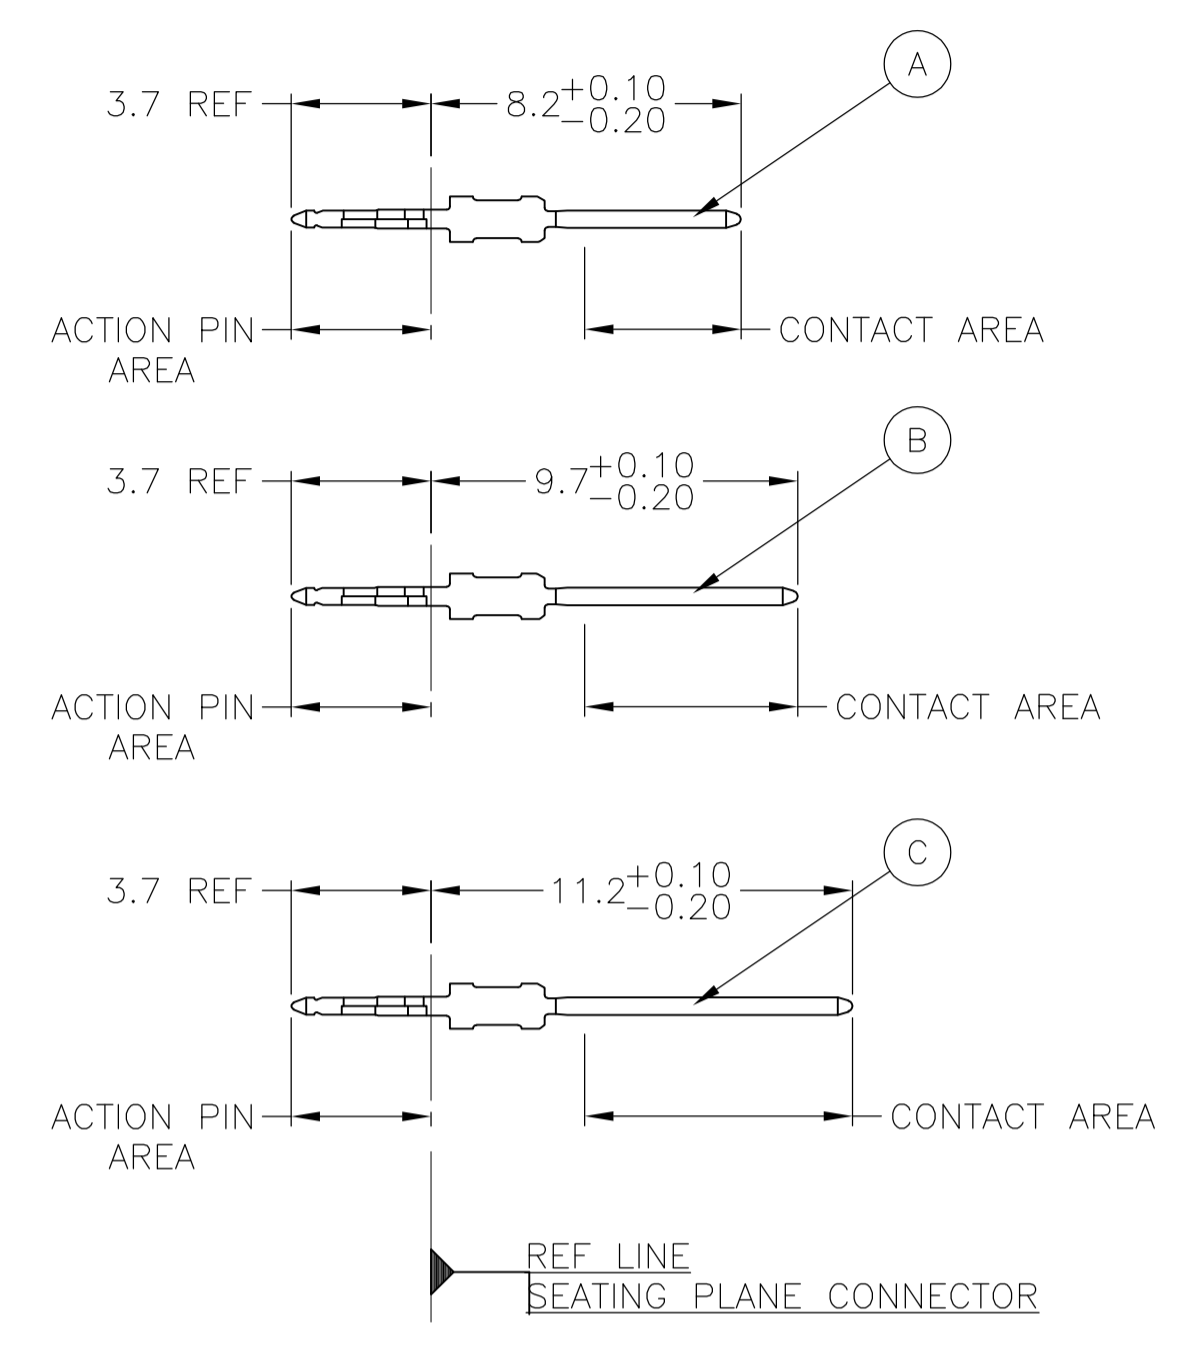 A
3.7 REF
8.2 +0.10
−0.20
ACTION PIN
AREA
CONTACT AREA
B
3.7 REF
9.7 +0.10
−0.20
ACTION PIN
AREA
CONTACT AREA
C
3.7 REF
11.2 +0.10
−0.20
ACTION PIN
AREA
CONTACT AREA
REF LINE
SEATING PLANE CONNECTOR